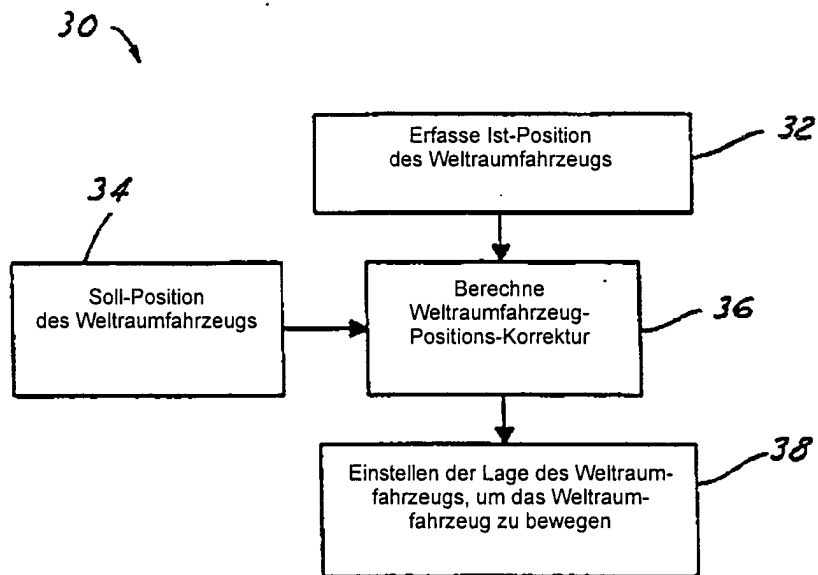 30
Erfasse Ist-Position
des Weltraumfahrzeugs
32
34
Soll-Position
des Weltraumfahrzeugs
Berechne
Weltraumfahrzeug-
Positions-Korrektur
36
Einstellen der Lage des Weltraum-
fahrzeugs, um das Weltraum-
fahrzeug zu bewegen
38